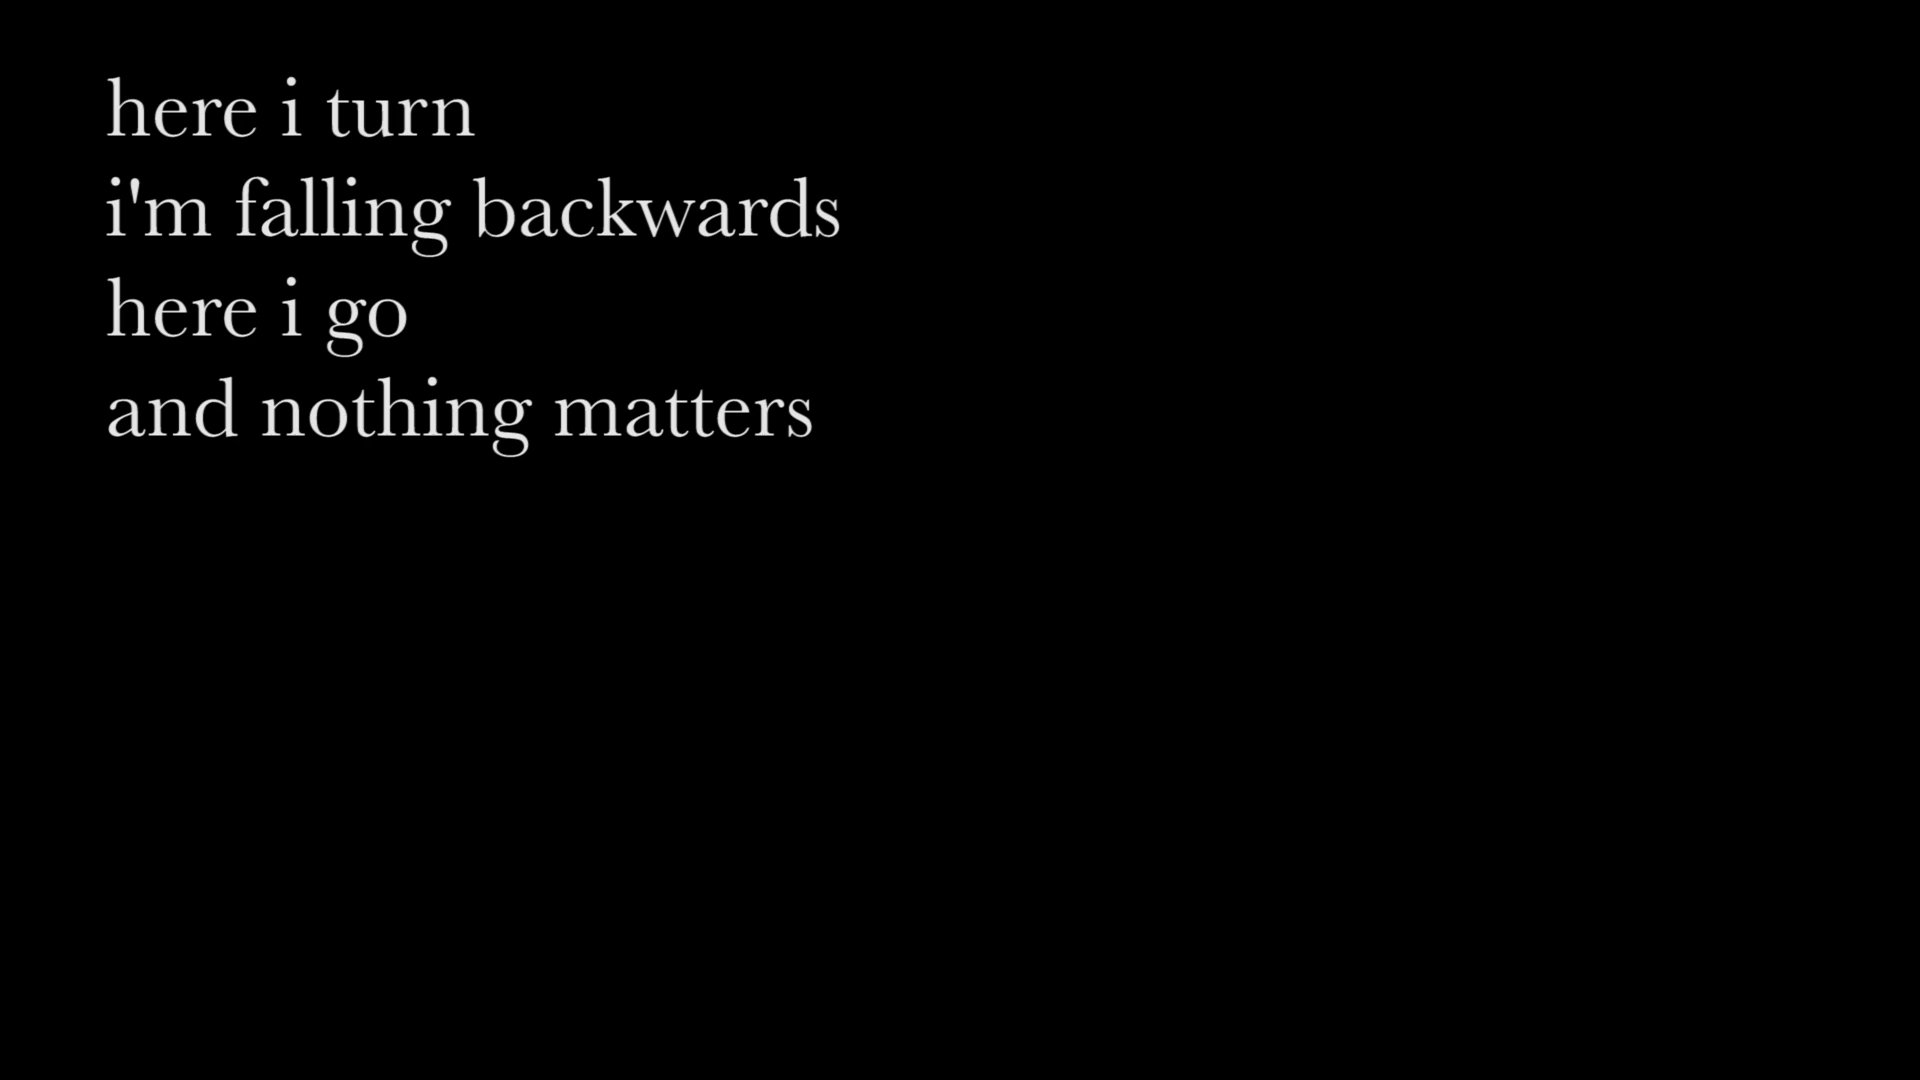 here i turn
i'm falling backwards
here i go
and nothing matters